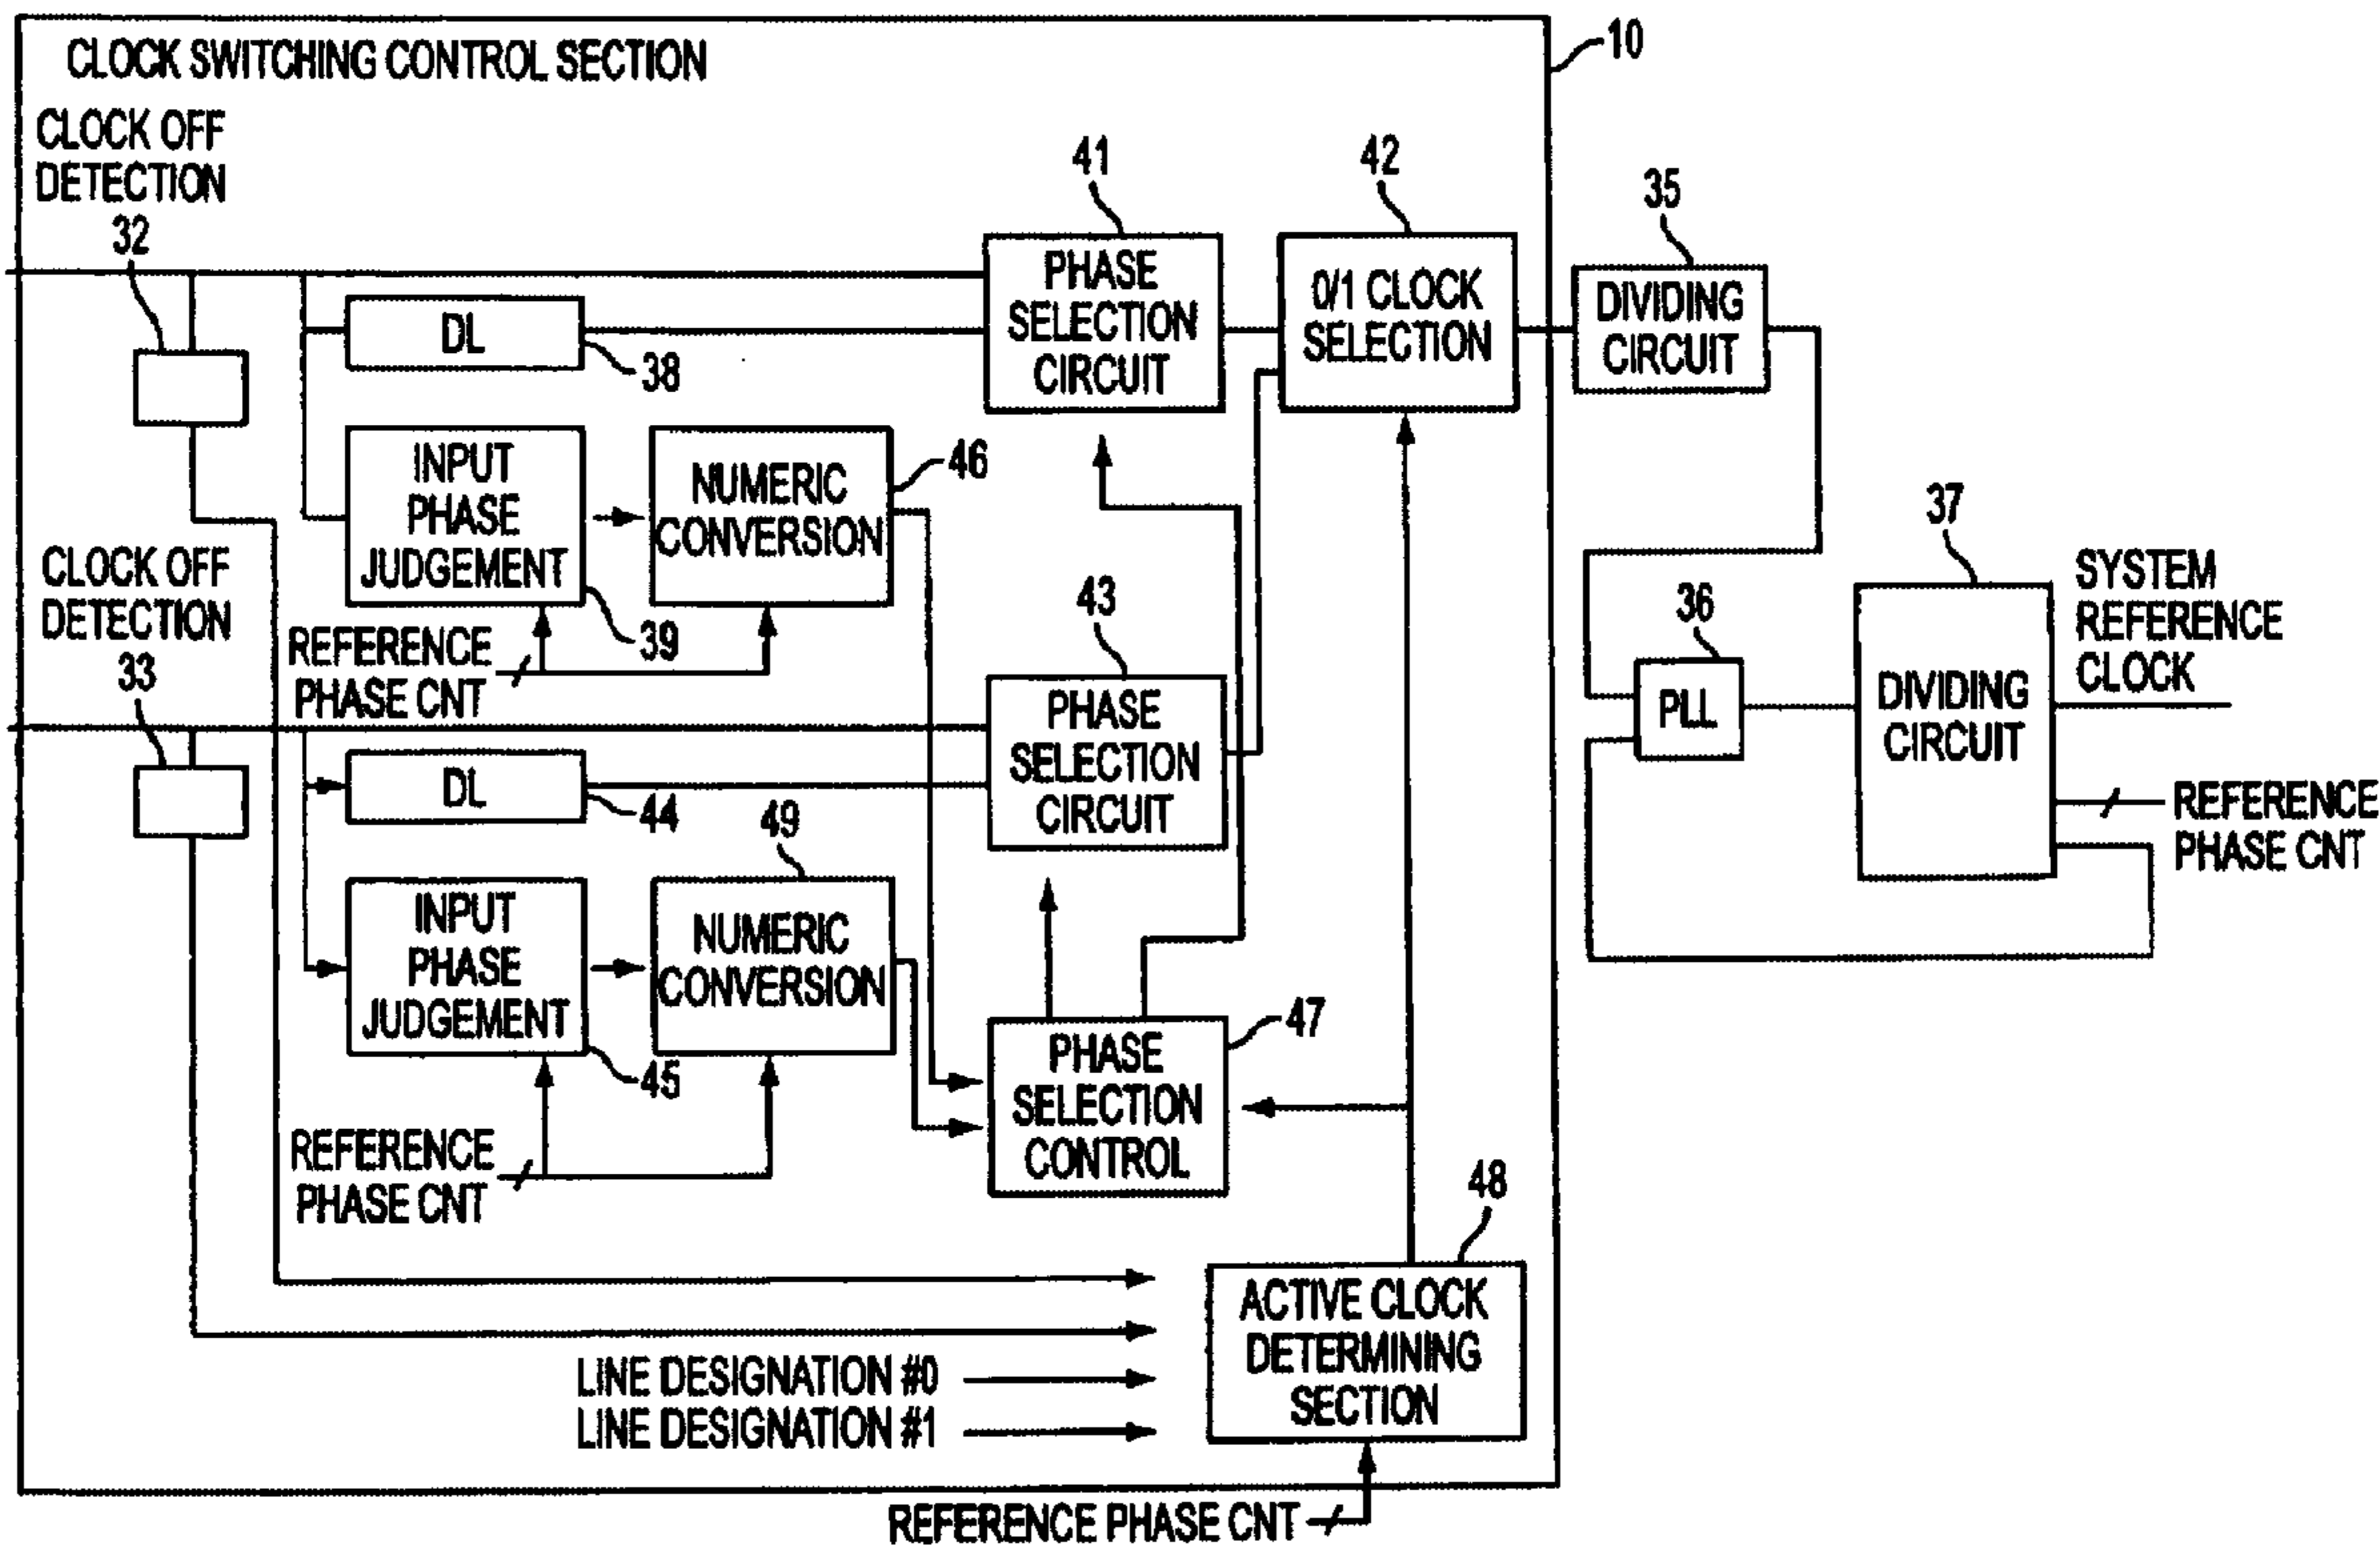 CLOCK SWITCHING CONTROL SECTION
10
CLOCK OFF
DETECTION
32
41
42
35
PHASE
SELECTION
CIRCUIT
0/1 CLOCK
SELECTION
DIVIDING
CIRCUIT
DL
38
INPUT
PHASE
JUDGEMENT
39
NUMERIC
CONVERSION
46
REFERENCE
PHASE CNT
CLOCK OFF
DETECTION
33
43
PHASE
SELECTION
CIRCUIT
36
PLL
37
DIVIDING
CIRCUIT
SYSTEM
REFERENCE
CLOCK
REFERENCE
PHASE CNT
DL
44
49
INPUT
PHASE
JUDGEMENT
45
NUMERIC
CONVERSION
REFERENCE
PHASE CNT
PHASE
SELECTION
CONTROL
47
48
ACTIVE CLOCK
DETERMINING
SECTION
LINE DESIGNATION #0
LINE DESIGNATION #1
REFERENCE PHASE CNT